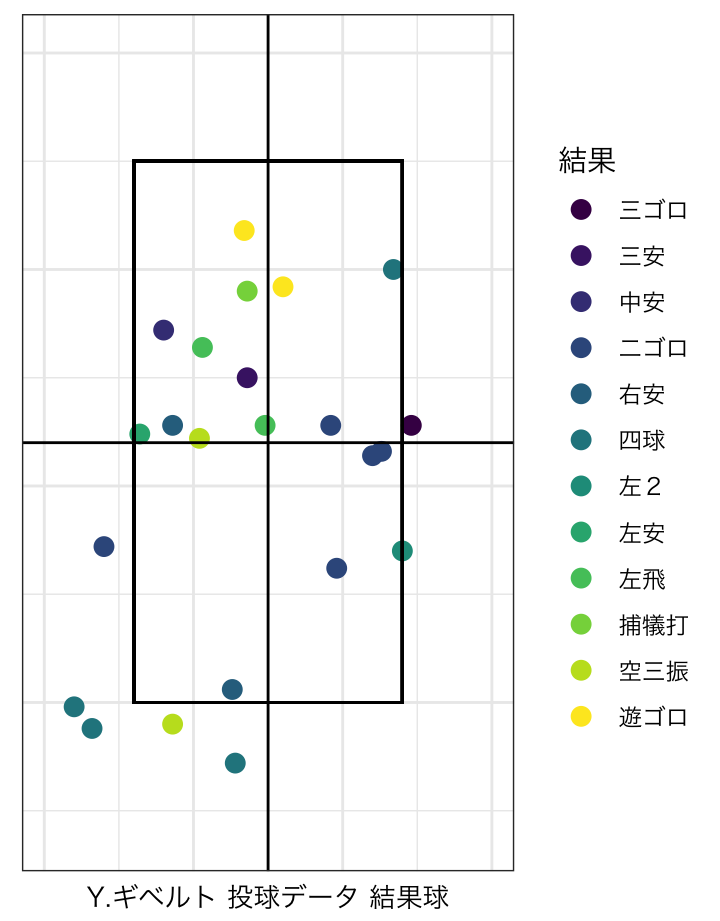 結果
三ゴロ
三安
中安
ニゴロ
右安
四球
左２
左安
左飛
捕犠打
空三振
遊ゴロ
Y.ギベルト 投球データ 結果球